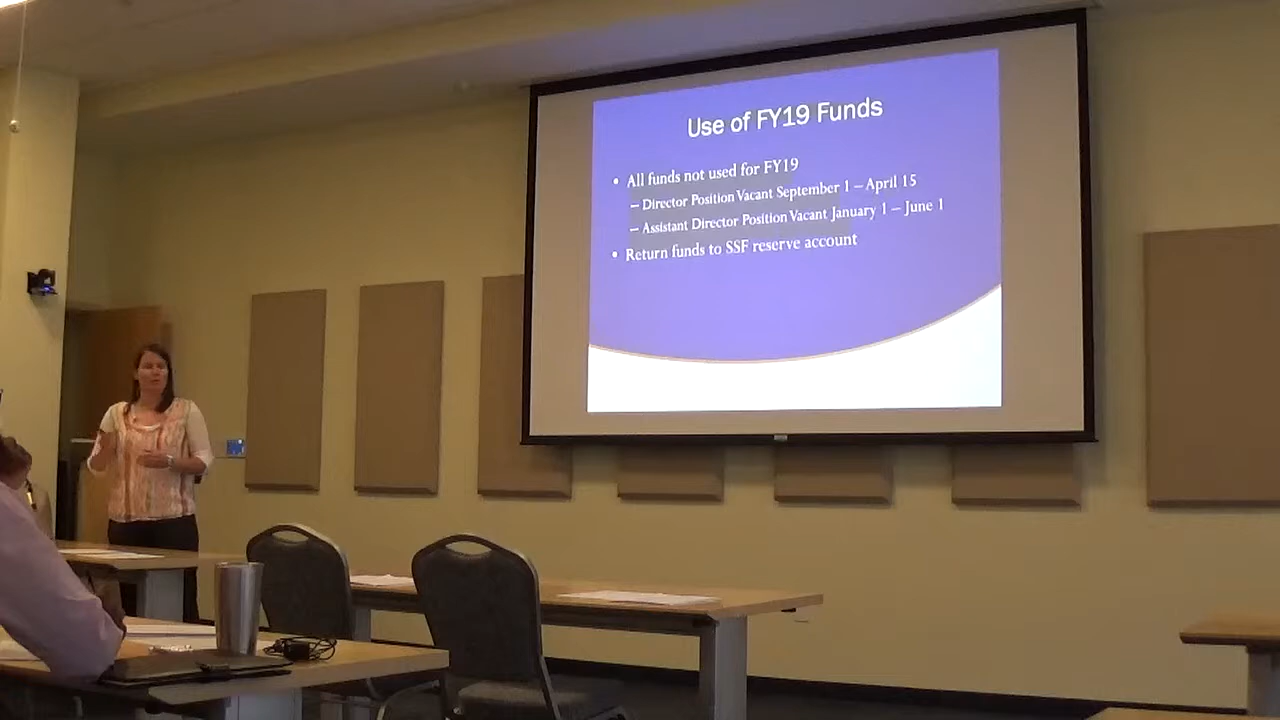 Use of FY19 Funds
• All funds not used for FY19
– Director Position Vacant September 1 – April 15
– Assistant Director Position Vacant January 1 – June 1
• Return funds to SSF reserve account